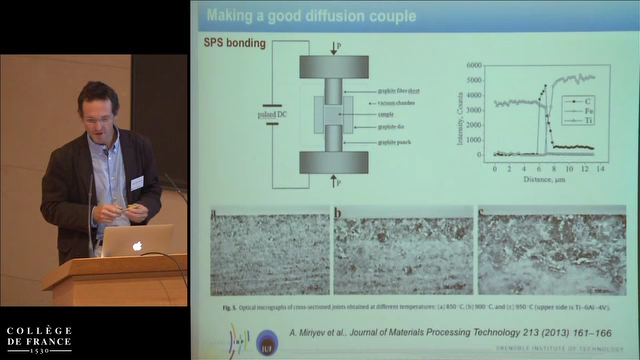 Making a good diffusion couple
SPS bonding
P
graphite fibre sheet
vacuum chamber
pulsed DC
sample
graphite die
graphite punch
P
6000
5000
4000
3000
2000
1000
0
Intensity, Counts
C
Fe
Ti
0 2 4 6 8 10 12 14
Distance, μm
a
b
c
Fig. 5. Optical micrographs of cross-sectioned joints obtained at different temperatures: (a) 850 °C, (b) 900 °C, and (c) 950 °C (upper side is Ti–6Al–4V).
A. Miriyev et al.. Journal of Materials Processing Technology 213 (2013) 161–166
IUF
GRENOBLE INSTITUTE OF TECHNOLOGY
COLLÈGE
DE FRANCE
1530